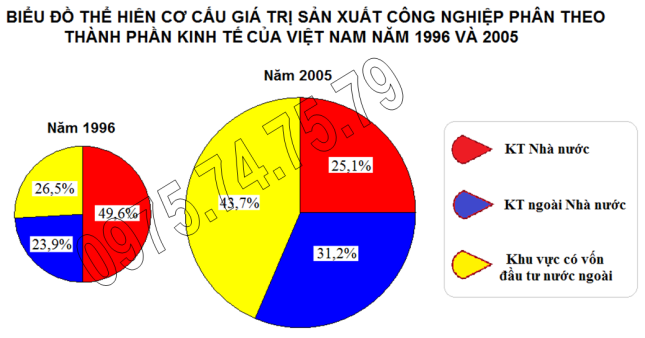 BIỂU ĐỒ THỂ HIÊN CƠ CẤU GIÁ TRỊ SẢN XUẤT CÔNG NGHIỆP PHÂN THEO
THÀNH PHẦN KINH TẾ CỦA VIỆT NAM NĂM 1996 VÀ 2005
Năm 2005
Năm 1996
25,1%
43,7%
31,2%
26,5%
49,6%
23,9%
0975.74.75.79
KT Nhà nước
KT ngoài Nhà nước
Khu vực có vốn
đầu tư nước ngoài